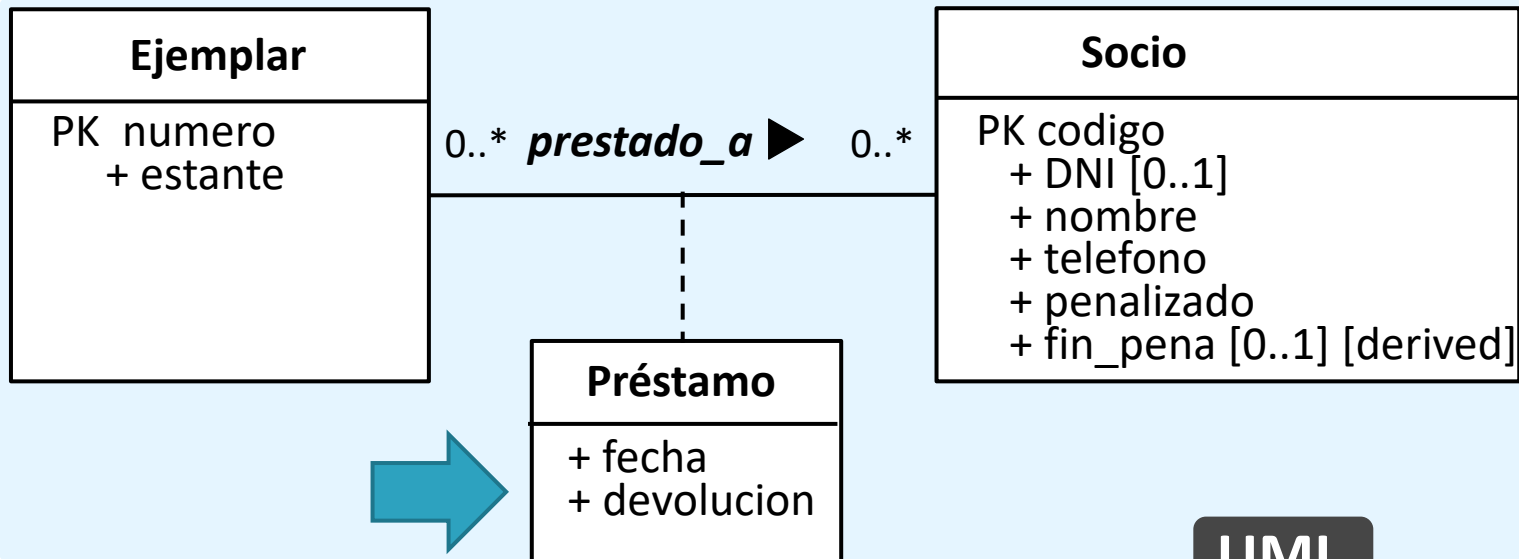 Ejemplar
PK numero
+ estante
0..* prestado_a ▶ 0..*
Socio
PK codigo
+ DNI [0..1]
+ nombre
+ telefono
+ penalizado
+ fin_pena [0..1] [derived]
Préstamo
+ fecha
+ devolucion
UML